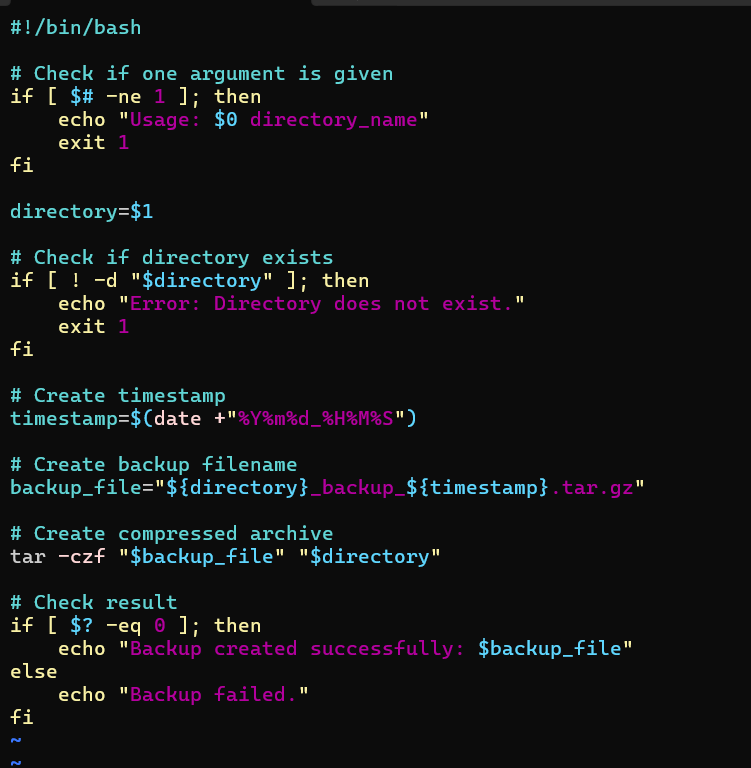 #!/bin/bash

# Check if one argument is given
if [ $# -ne 1 ]; then
    echo "Usage: $0 directory_name"
    exit 1
fi

directory=$1

# Check if directory exists
if [ ! -d "$directory" ]; then
    echo "Error: Directory does not exist."
    exit 1
fi

# Create timestamp
timestamp=$(date +"%Y%m%d_%H%M%S")

# Create backup filename
backup_file="${directory}_backup_${timestamp}.tar.gz"

# Create compressed archive
tar -czf "$backup_file" "$directory"

# Check result
if [ $? -eq 0 ]; then
    echo "Backup created successfully: $backup_file"
else
    echo "Backup failed."
fi
~
~